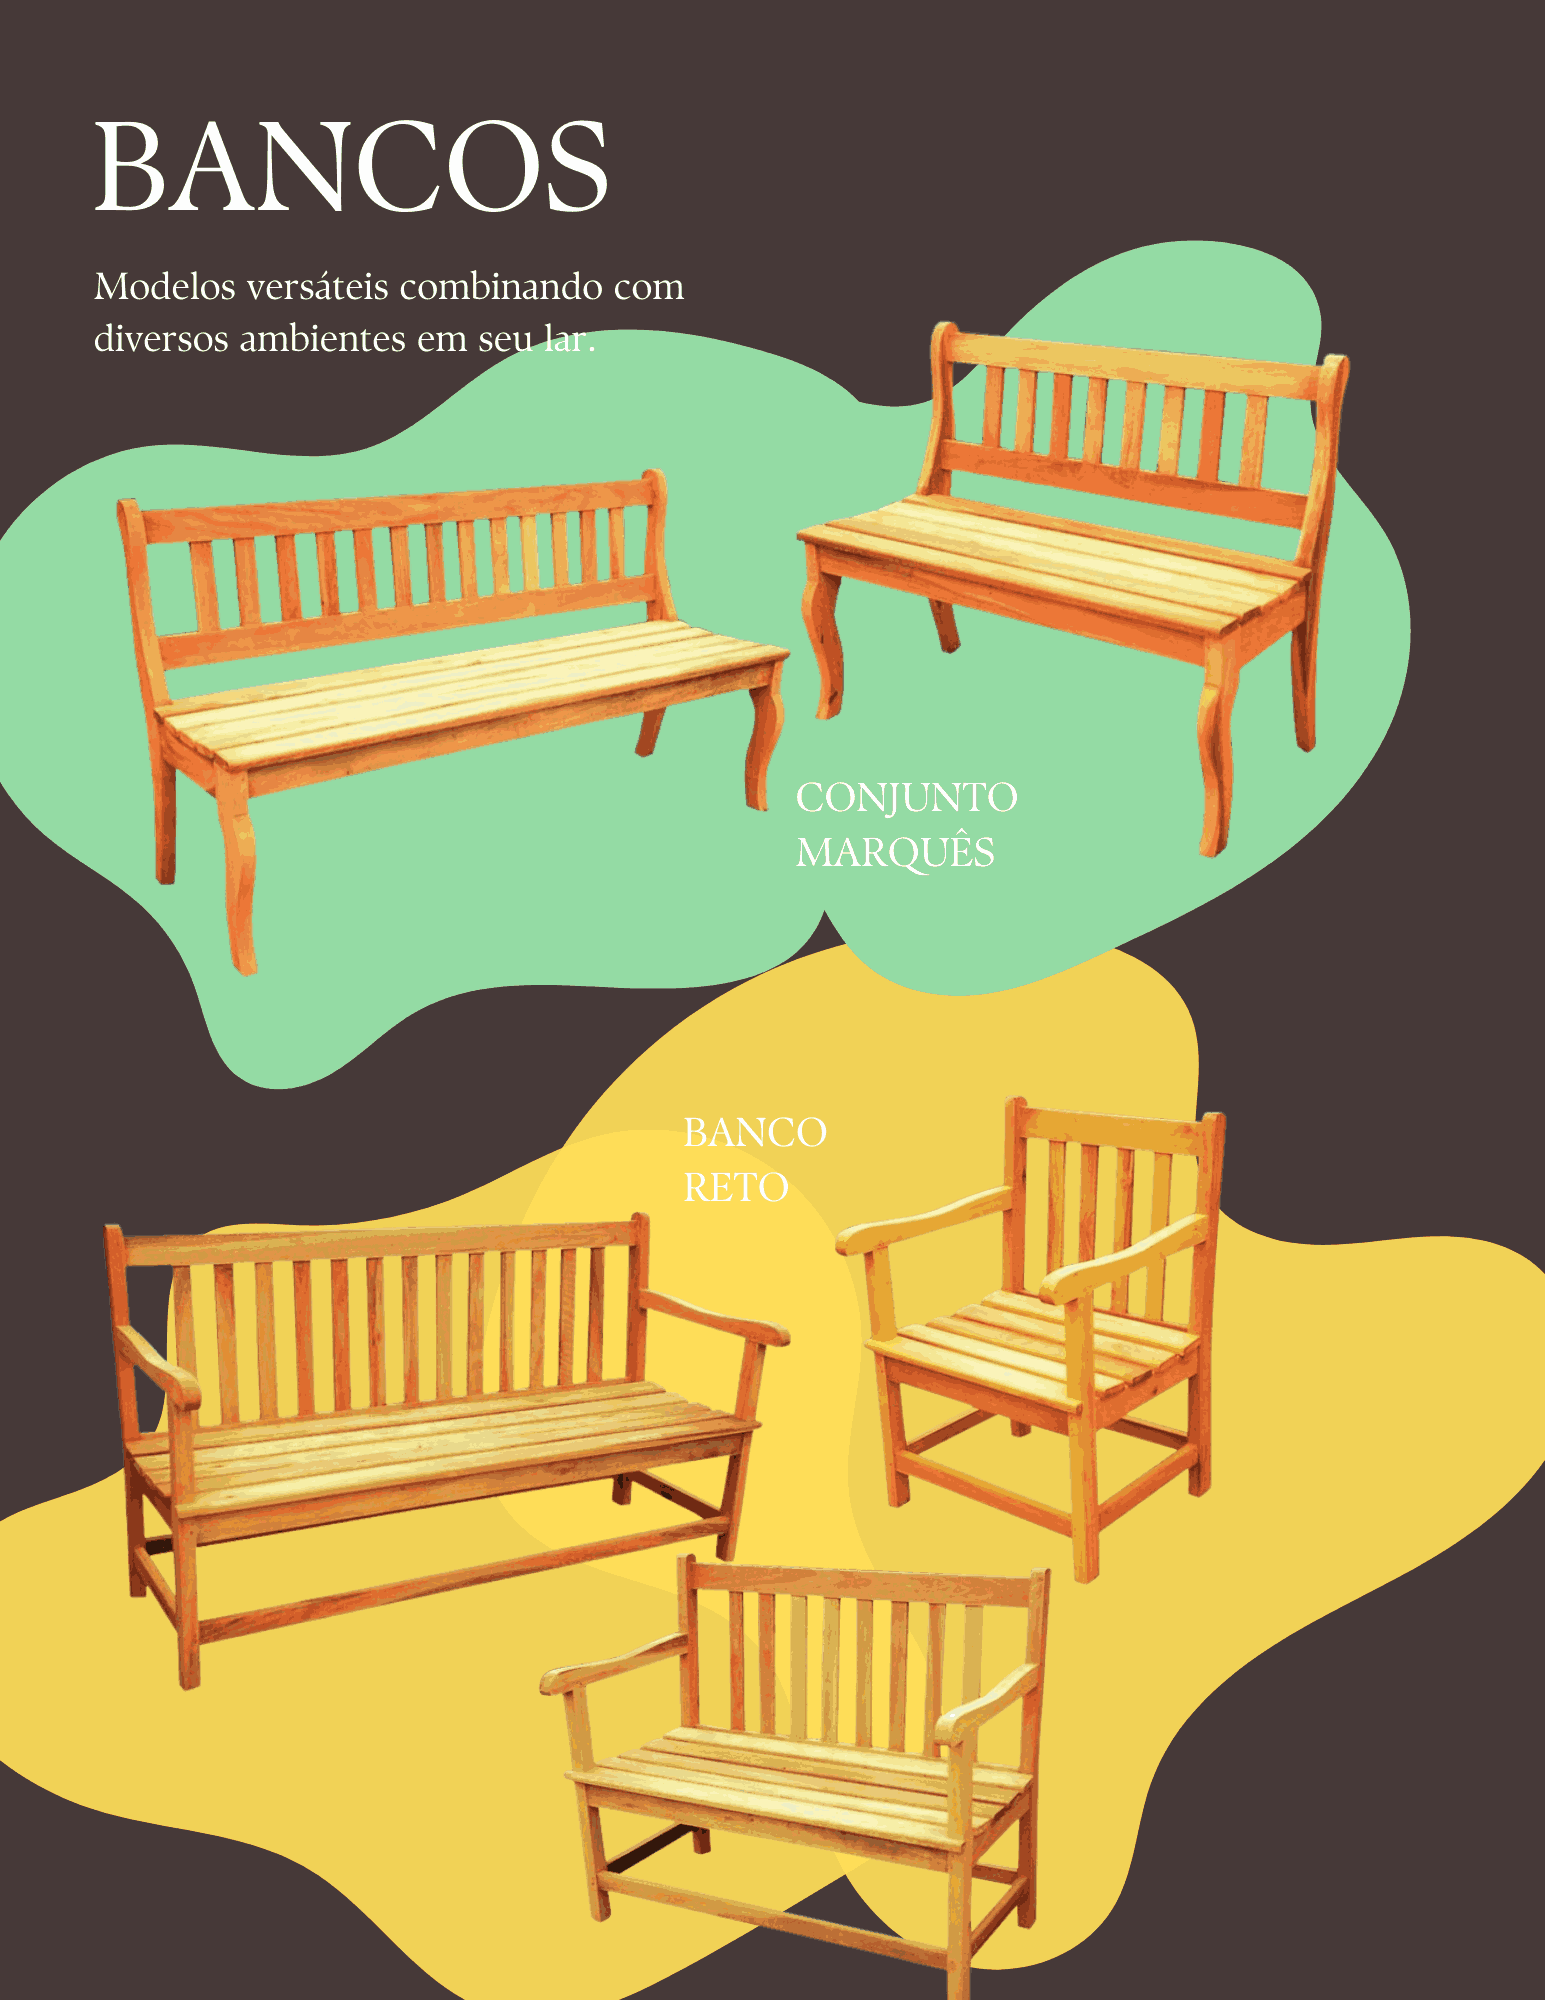 BANCOS
Modelos versáteis combinando com
diversos ambientes em seu lar.
CONJUNTO
MARQUÊS
BANCO
RETO